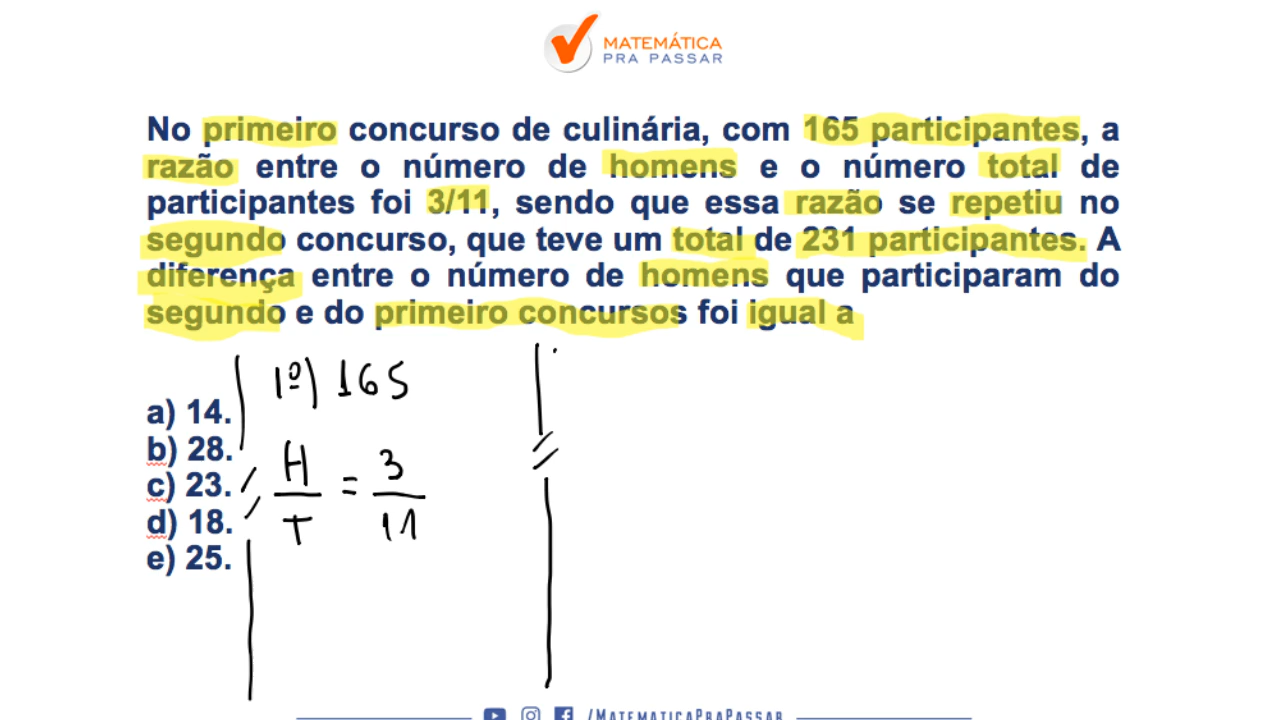 MATEMÁTICA
PRA PASSAR
No primeiro concurso de culinária, com 165 participantes, a
razão entre o número de homens e o número total de
participantes foi 3/11, sendo que essa razão se repetiu no
segundo concurso, que teve um total de 231 participantes. A
diferença entre o número de homens que participaram do
segundo e do primeiro concursos foi igual a
1º) 165
a) 14.
b) 28.
c) 23.
d) 18.
e) 25.
H/T = 3/11
/MATEMATICAPRAPASSAR